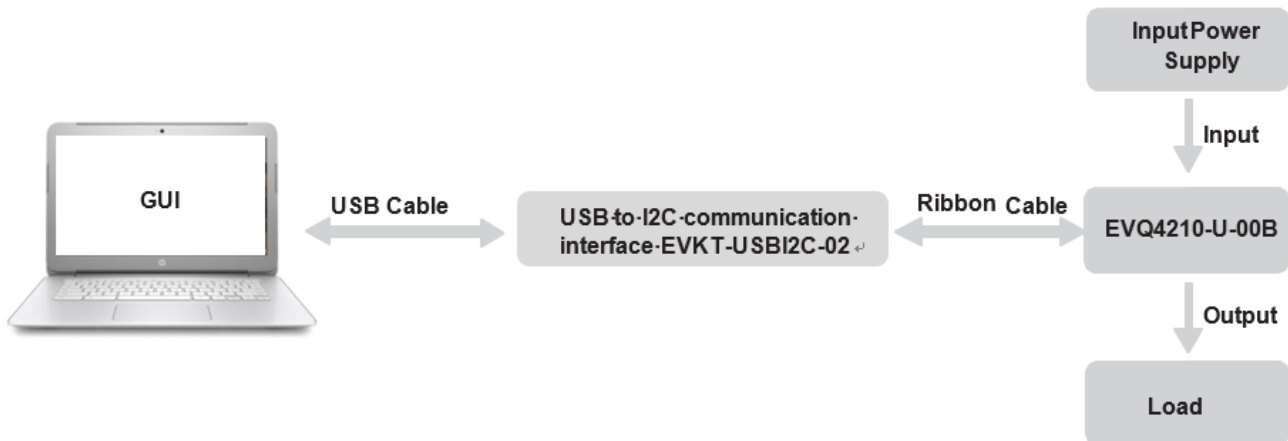 Input Power
Supply
Input
GUI
USB Cable
USB-to-I2C·communication·
interface·EVKT-USBI2C-02 ↵
Ribbon Cable
EVQ4210-U-00B
Output
Load